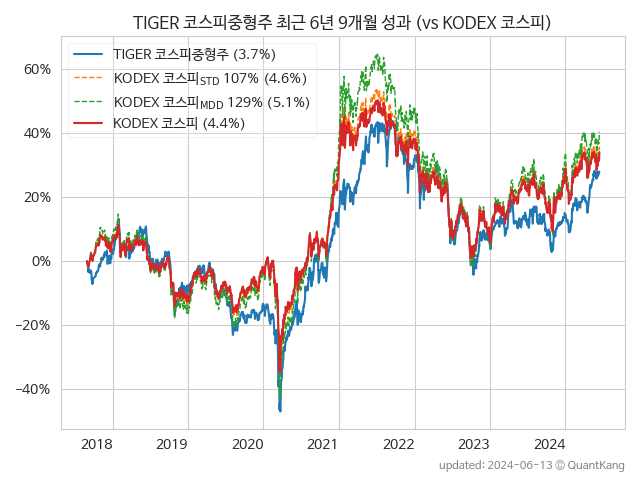 TIGER 코스피중형주 최근 6년 9개월 성과 (vs KODEX 코스피)
TIGER 코스피중형주 (3.7%)
KODEX 코스피STD 107% (4.6%)
KODEX 코스피MDD 129% (5.1%)
KODEX 코스피 (4.4%)
60%
40%
20%
0%
−20%
−40%
2018 2019 2020 2021 2022 2023 2024
updated: 2024-06-13 ⓒ QuantKang